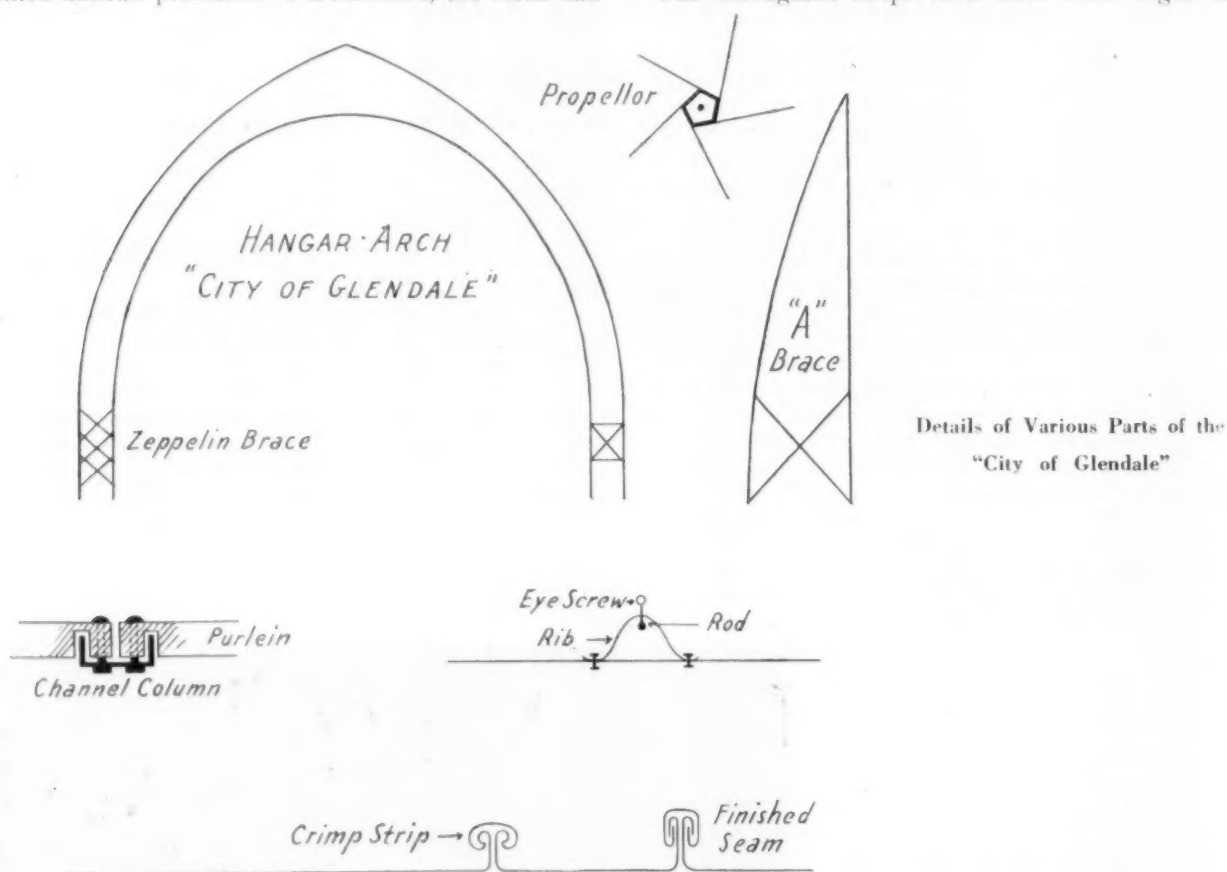 Propellor
HANGAR·ARCH
"CITY OF GLENDALE"
"A"
Brace
Zeppelin Brace
Details of Various Parts of the
"City of Glendale"
Eye Screw
Rod
Rib
Purlein
Channel Column
Crimp Strip
Finished
Seam